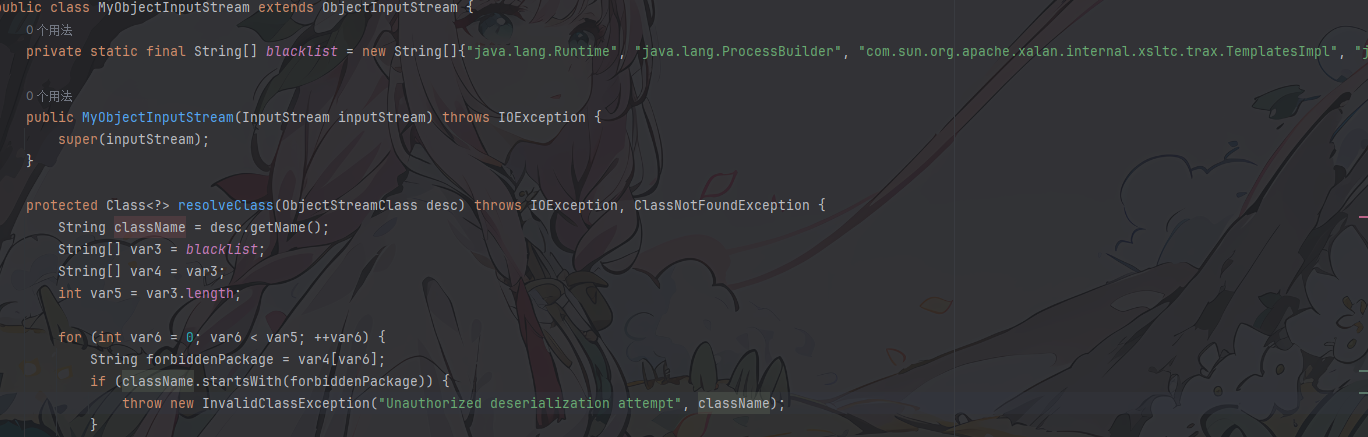 public class MyObjectInputStream extends ObjectInputStream {
0 个用法
private static final String[] blacklist = new String[]{"java.lang.Runtime", "java.lang.ProcessBuilder", "com.sun.org.apache.xalan.internal.xsltc.trax.TemplatesImpl", "j
0 个用法
public MyObjectInputStream(InputStream inputStream) throws IOException {
super(inputStream);
}
protected Class<?> resolveClass(ObjectStreamClass desc) throws IOException, ClassNotFoundException {
String className = desc.getName();
String[] var3 = blacklist;
String[] var4 = var3;
int var5 = var3.length;
for (int var6 = 0; var6 < var5; ++var6) {
String forbiddenPackage = var4[var6];
if (className.startsWith(forbiddenPackage)) {
throw new InvalidClassException("Unauthorized deserialization attempt", className);
}